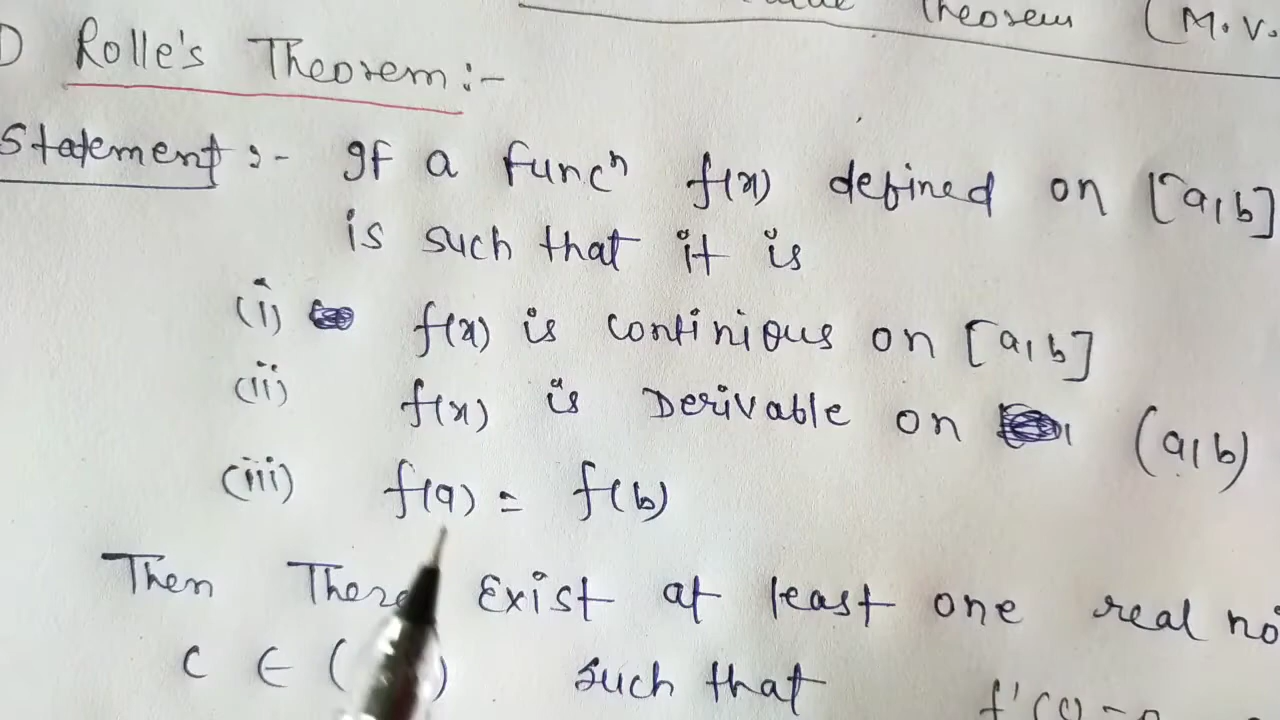 Theorem (M.V.
Rolle's Theorem:-
Statement :- If a funcⁿ f(x) defined on [a,b]
is such that it is
(i) f(x) is continious on [a,b]
(ii) f(x) is Derivable on (a,b)
(iii) f(a) = f(b)
Then There Exist at least one real no
c ∈ ( ) such that f'(c) =